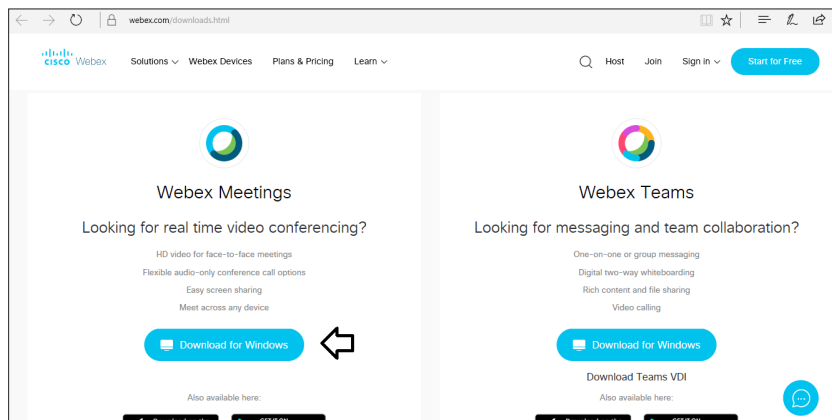 webex.com/downloads.html
CISCO Webex Solutions Webex Devices Plans & Pricing Learn Host Join Sign in Start for Free
Webex Meetings
Looking for real time video conferencing?
HD video for face-to-face meetings
Flexible audio-only conference call options
Easy screen sharing
Meet across any device
Download for Windows
Also available here:
Webex Teams
Looking for messaging and team collaboration?
One-on-one or group messaging
Digital two-way whiteboarding
Rich content and file sharing
Video calling
Download for Windows
Download Teams VDI
Also available here: